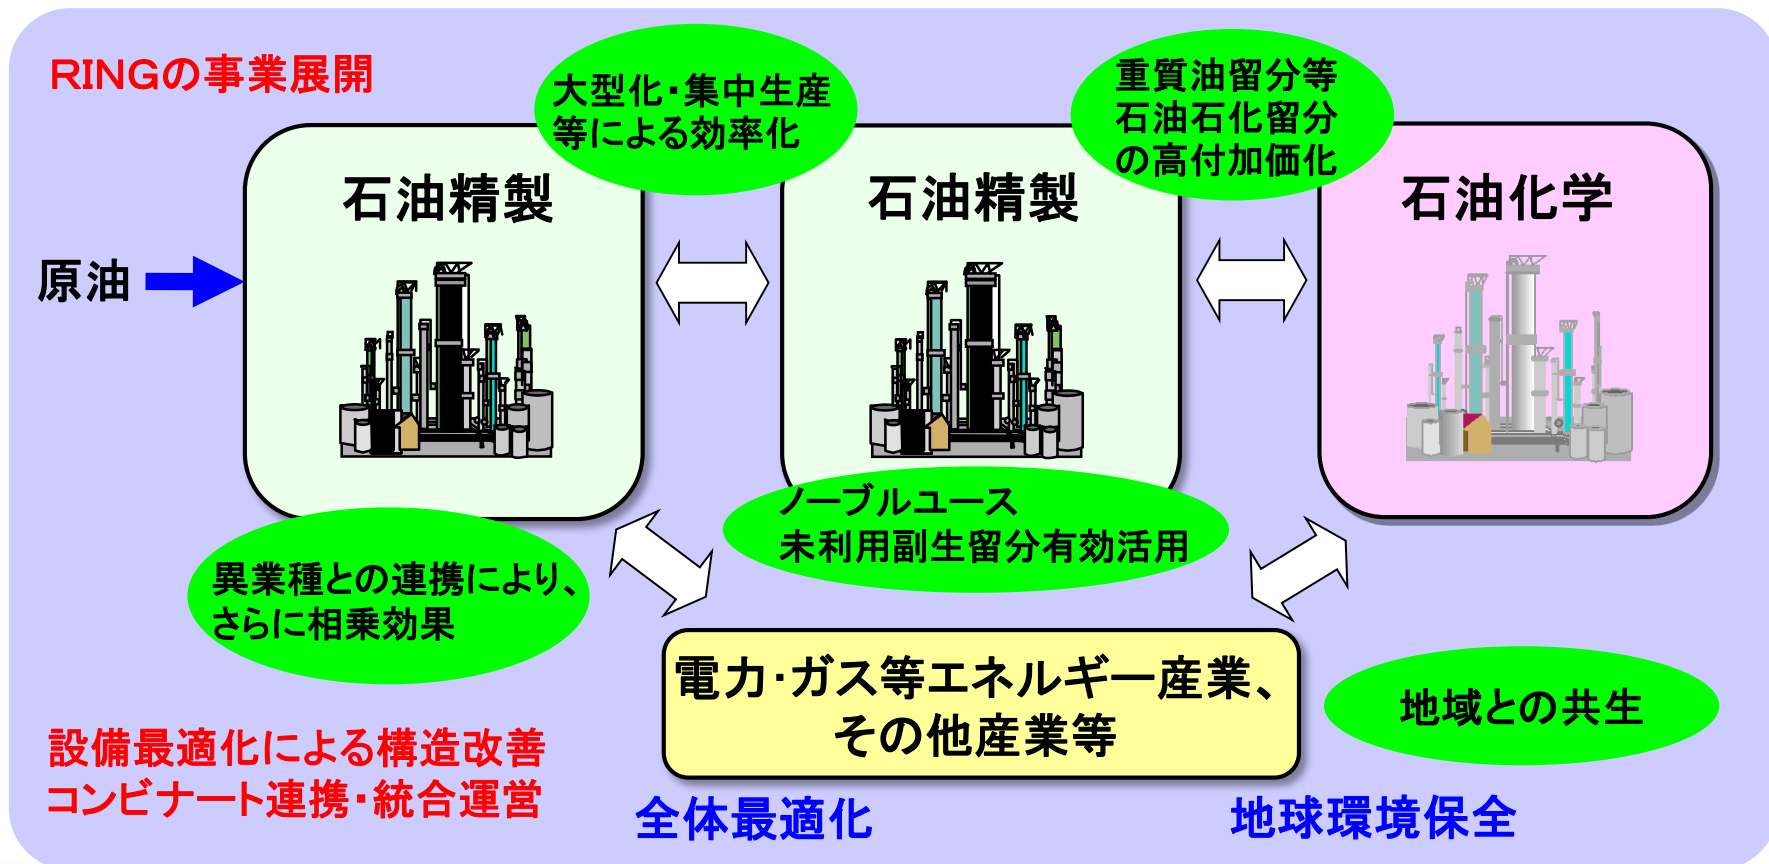 RINGの事業展開
大型化・集中生産
等による効率化
重質油留分等
石油石化留分
の高付加価化
石油精製
石油精製
石油化学
原油
ノーブルユース
未利用副生留分有効活用
異業種との連携により、
さらに相乗効果
電力・ガス等エネルギー産業、
その他産業等
地域との共生
設備最適化による構造改善
コンビナート連携・統合運営
全体最適化
地球環境保全